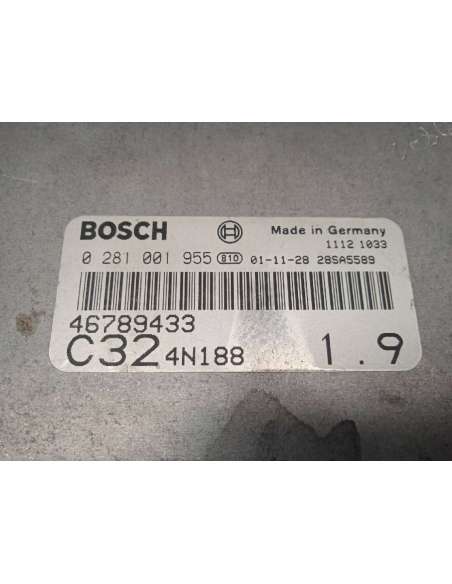 BOSCH Made in Germany
1112 1033
0 281 001 955 810 01-11-28 28SA5589
46789433
C32 4N188 1.9